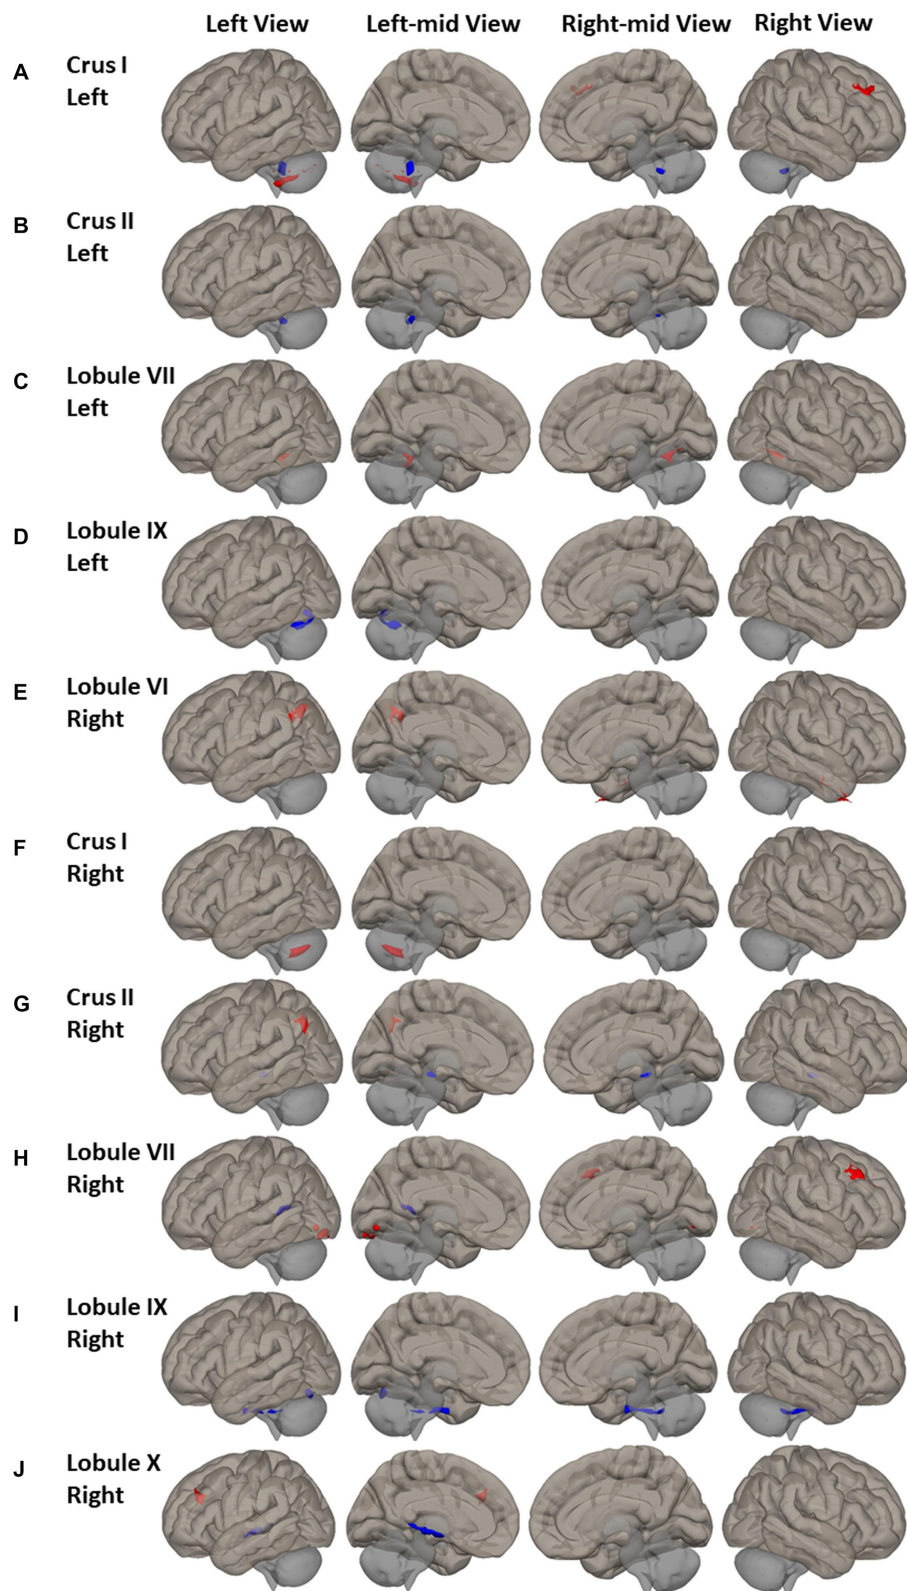 Left View Left-mid View Right-mid View Right View
A Crus I
Left
B Crus II
Left
C Lobule VII
Left
D Lobule IX
Left
E Lobule VI
Right
F Crus I
Right
G Crus II
Right
H Lobule VII
Right
I Lobule IX
Right
J Lobule X
Right